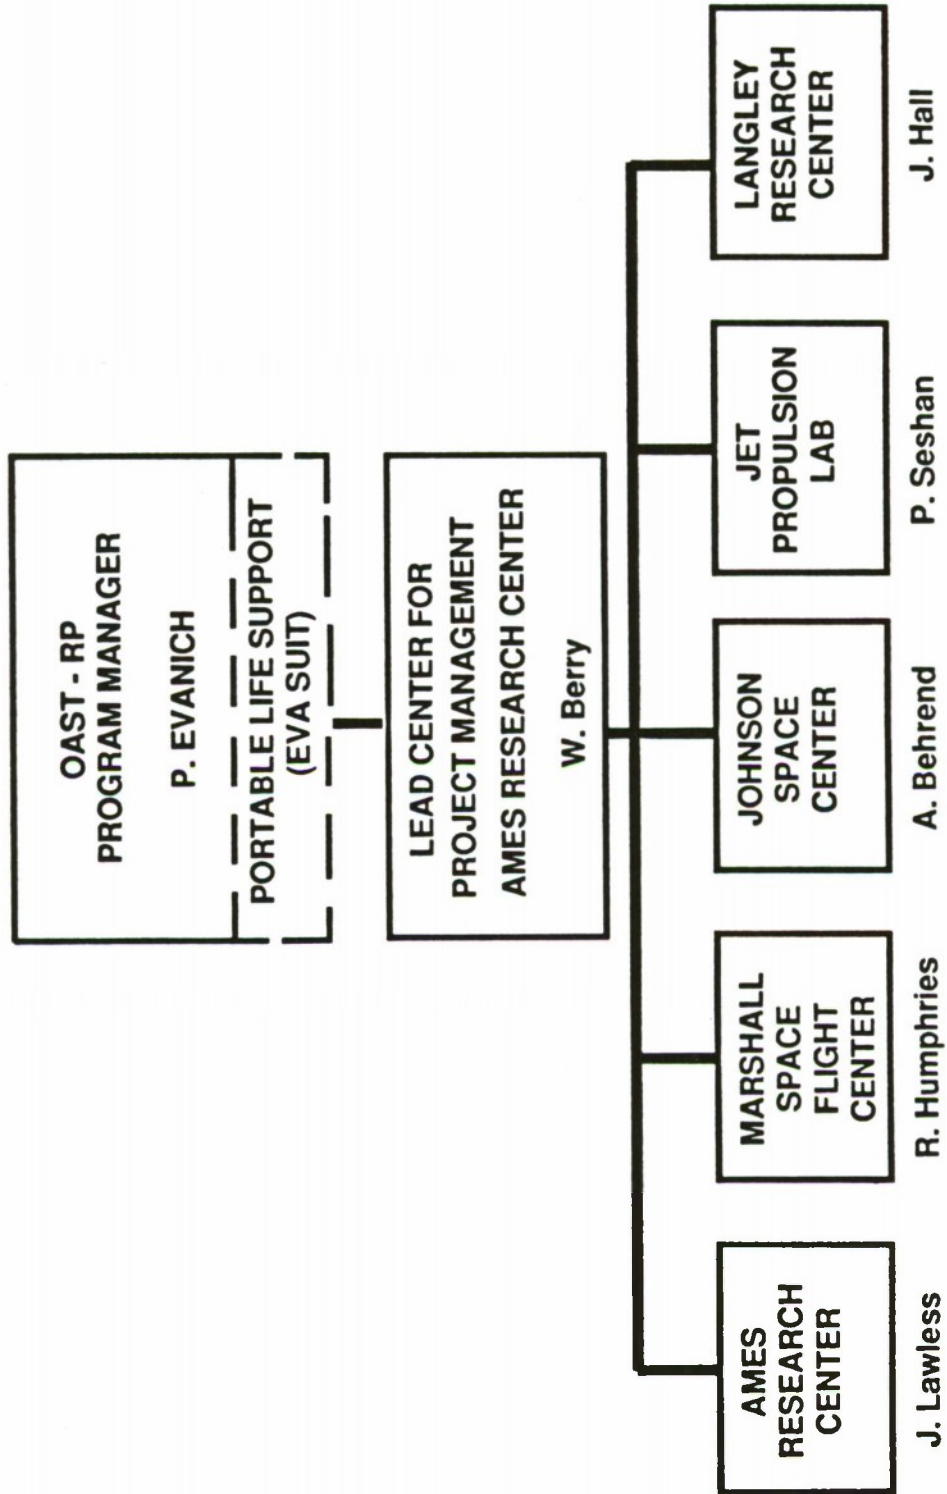 OAST - RP
PROGRAM MANAGER
P. EVANICH
PORTABLE LIFE SUPPORT
(EVA SUIT)
LEAD CENTER FOR
PROJECT MANAGEMENT
AMES RESEARCH CENTER
W. Berry
AMES
RESEARCH
CENTER
J. Lawless
MARSHALL
SPACE
FLIGHT
CENTER
R. Humphries
JOHNSON
SPACE
CENTER
A. Behrend
JET
PROPULSION
LAB
P. Seshan
LANGLEY
RESEARCH
CENTER
J. Hall